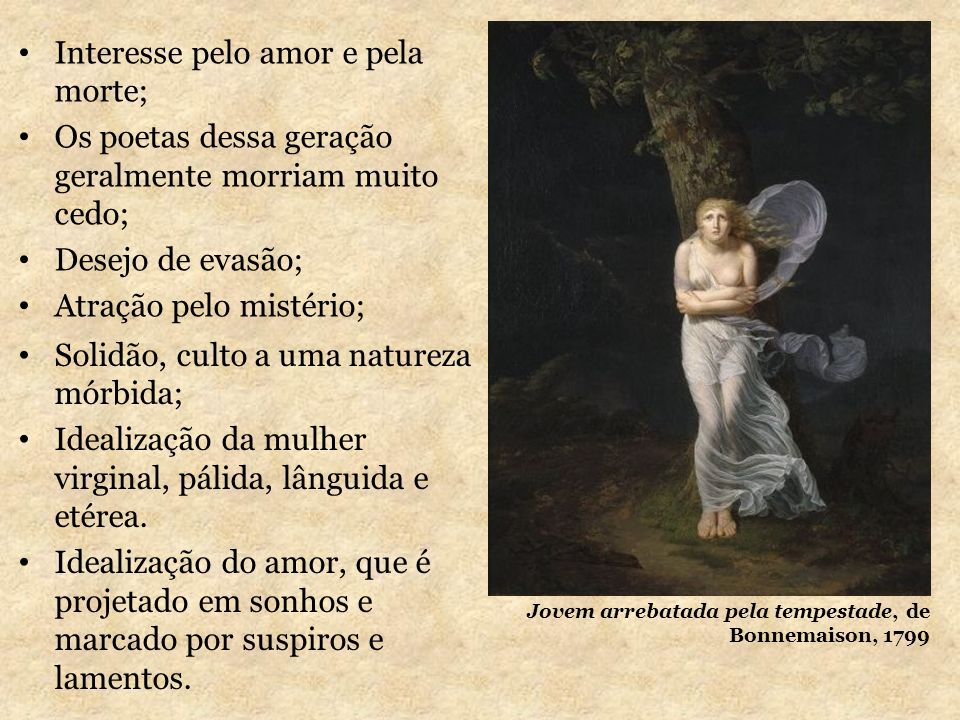 • Interesse pelo amor e pela
morte;
• Os poetas dessa geração
geralmente morriam muito
cedo;
• Desejo de evasão;
• Atração pelo mistério;
• Solidão, culto a uma natureza
mórbida;
• Idealização da mulher
virginal, pálida, lânguida e
etérea.
• Idealização do amor, que é
projetado em sonhos e
marcado por suspiros e
lamentos.
Jovem arrebatada pela tempestade, de
Bonnemaison, 1799